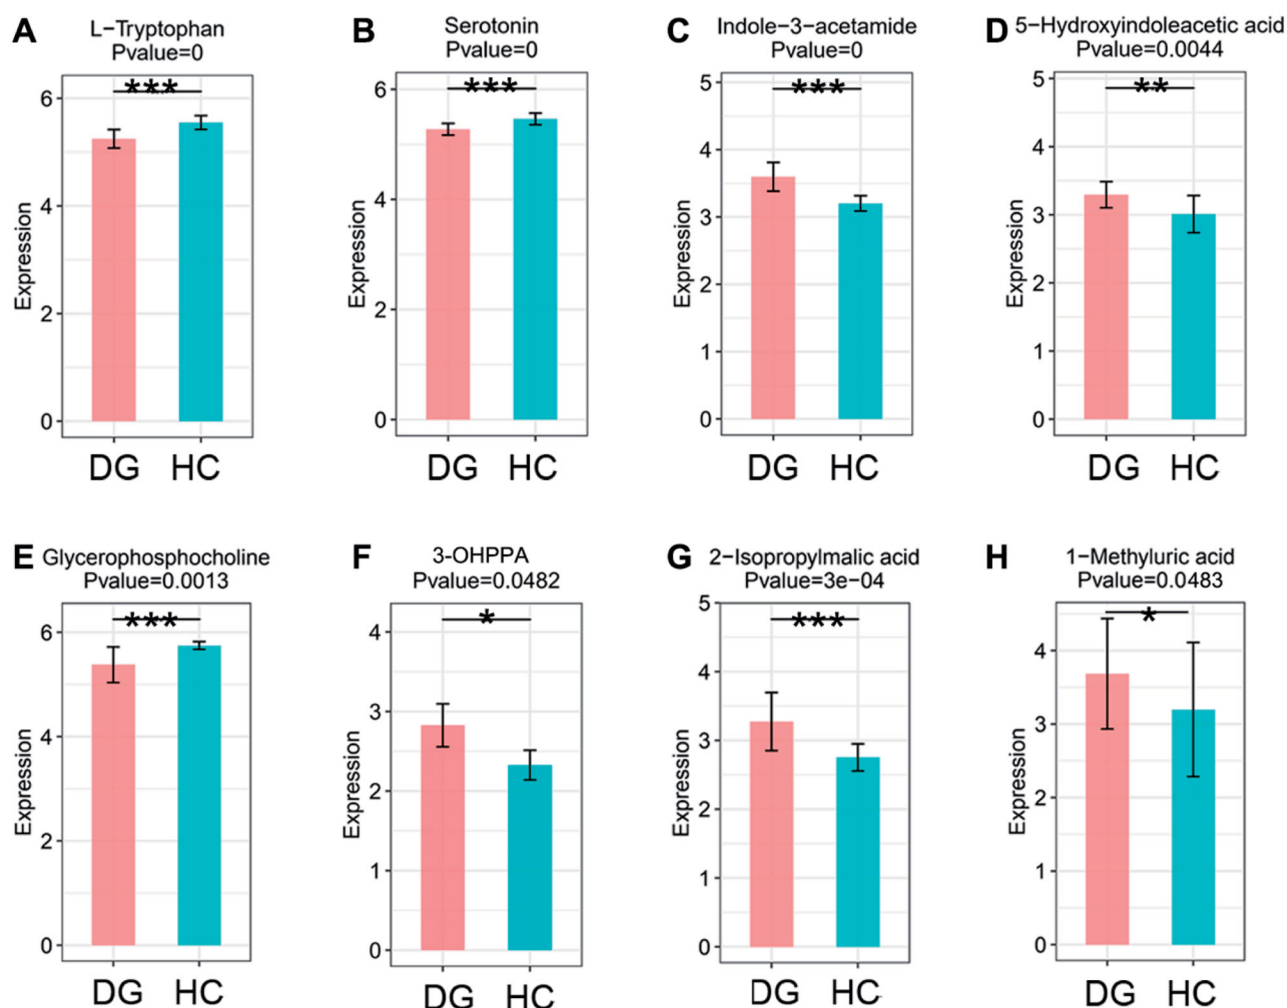 A
L−Tryptophan
Pvalue=0
***
Expression
6
4
2
0
DG HC
B
Serotonin
Pvalue=0
***
Expression
6
4
2
0
DG HC
C
Indole−3−acetamide
Pvalue=0
***
Expression
5
4
3
2
1
0
DG HC
D
5−Hydroxyindoleacetic acid
Pvalue=0.0044
**
Expression
5
4
3
2
1
0
DG HC
E
Glycerophosphocholine
Pvalue=0.0013
***
Expression
6
4
2
0
DG HC
F
3-OHPPA
Pvalue=0.0482
*
Expression
4
3
2
1
0
DG HC
G
2−Isopropylmalic acid
Pvalue=3e−04
***
Expression
5
4
3
2
1
0
DG HC
H
1−Methyluric acid
Pvalue=0.0483
*
Expression
4
3
2
1
0
DG HC